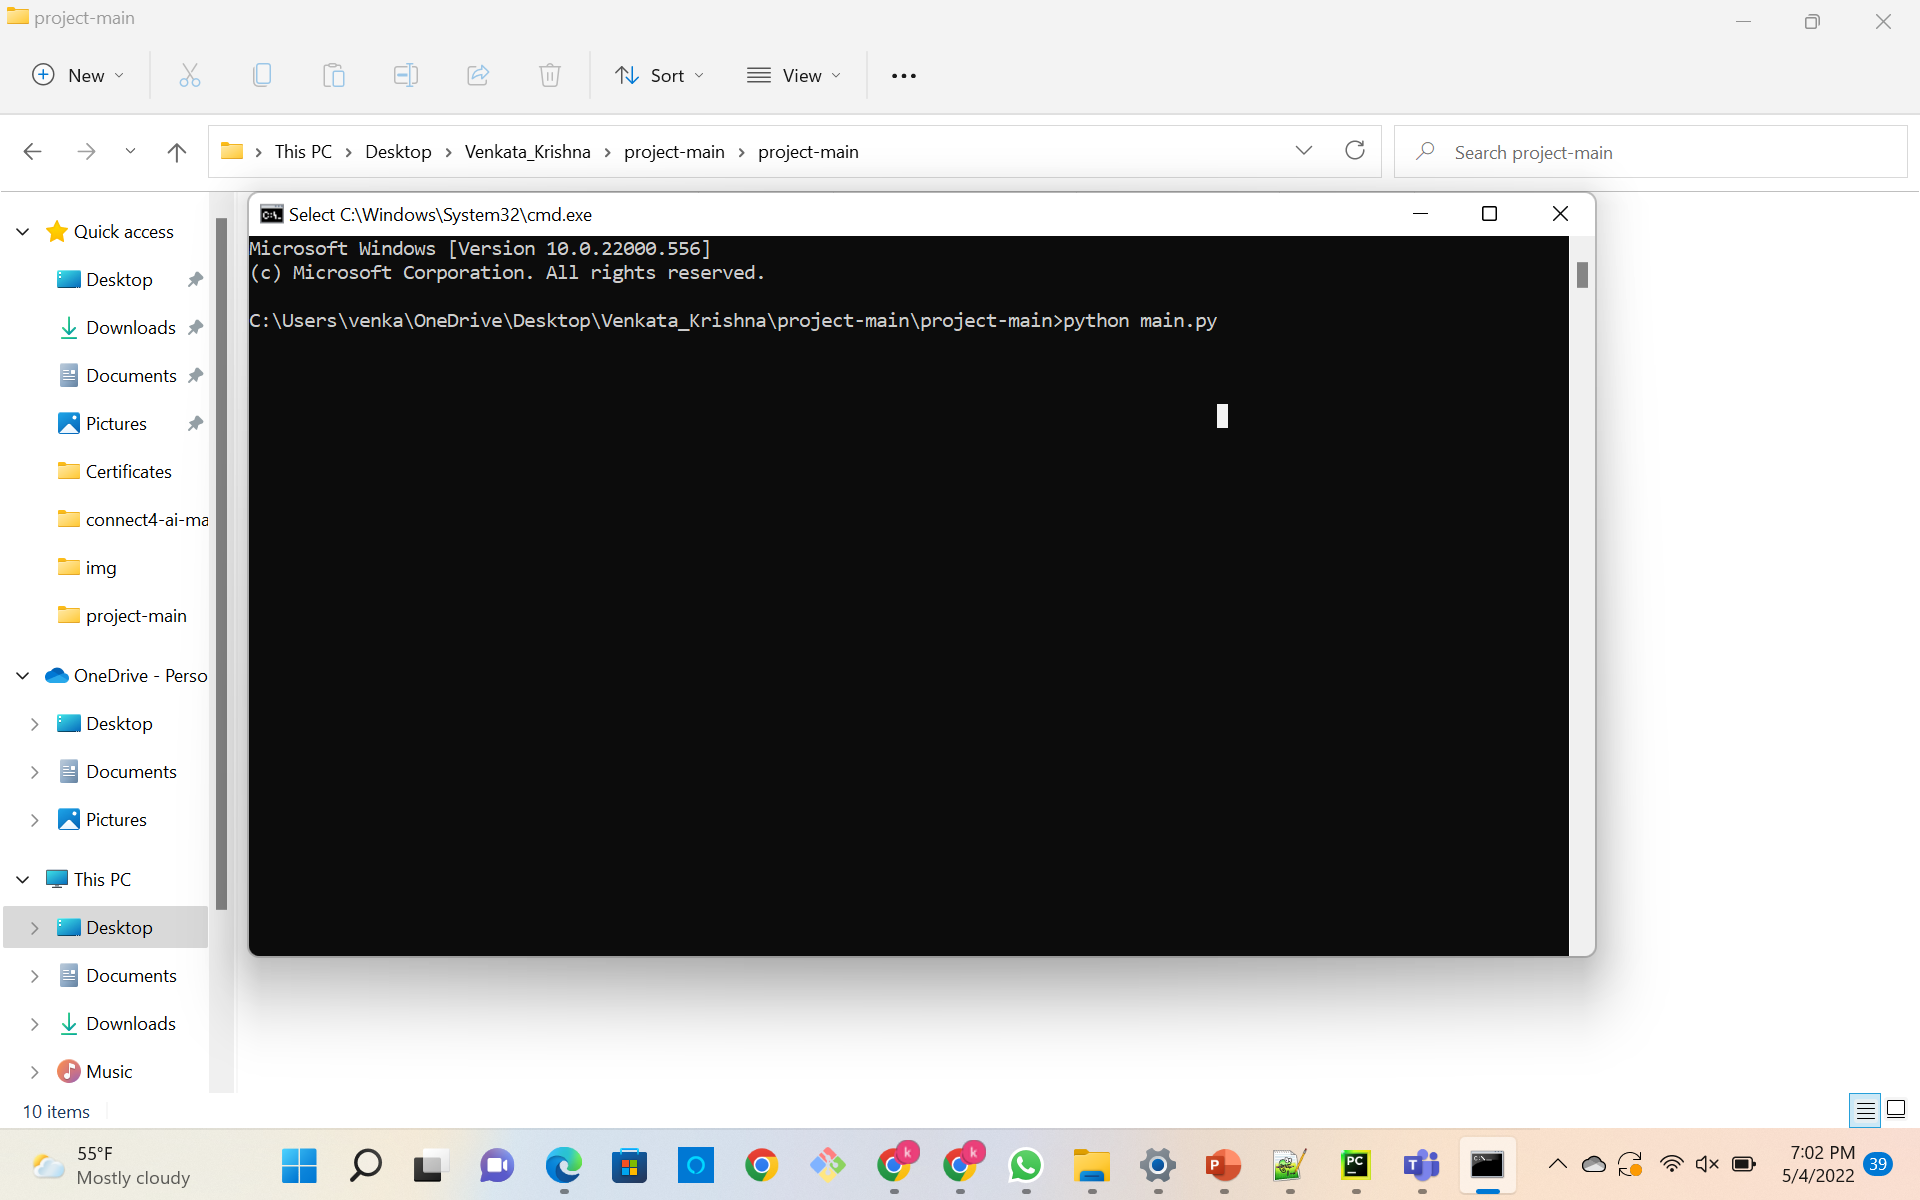 project-main
New
Sort
View
This PC > Desktop > Venkata_Krishna > project-main > project-main
Search project-main
Quick access
Desktop
Downloads
Documents
Pictures
Certificates
connect4-ai-ma
img
project-main
OneDrive - Perso
Desktop
Documents
Pictures
This PC
Desktop
Documents
Downloads
Music
10 items
Select C:\Windows\System32\cmd.exe
Microsoft Windows [Version 10.0.22000.556]
(c) Microsoft Corporation. All rights reserved.
C:\Users\venka\OneDrive\Desktop\Venkata_Krishna\project-main\project-main>python main.py
55°F
Mostly cloudy
k
k
P
PC
T
7:02 PM
5/4/2022
39